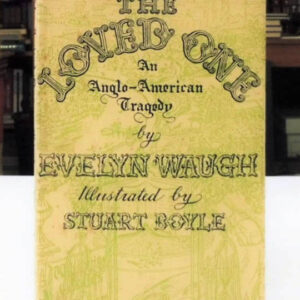 THE
LOVED ONE
An
Anglo-American
Tragedy
by
EVELYN WAUGH
Illustrated by
STUART BOYLE